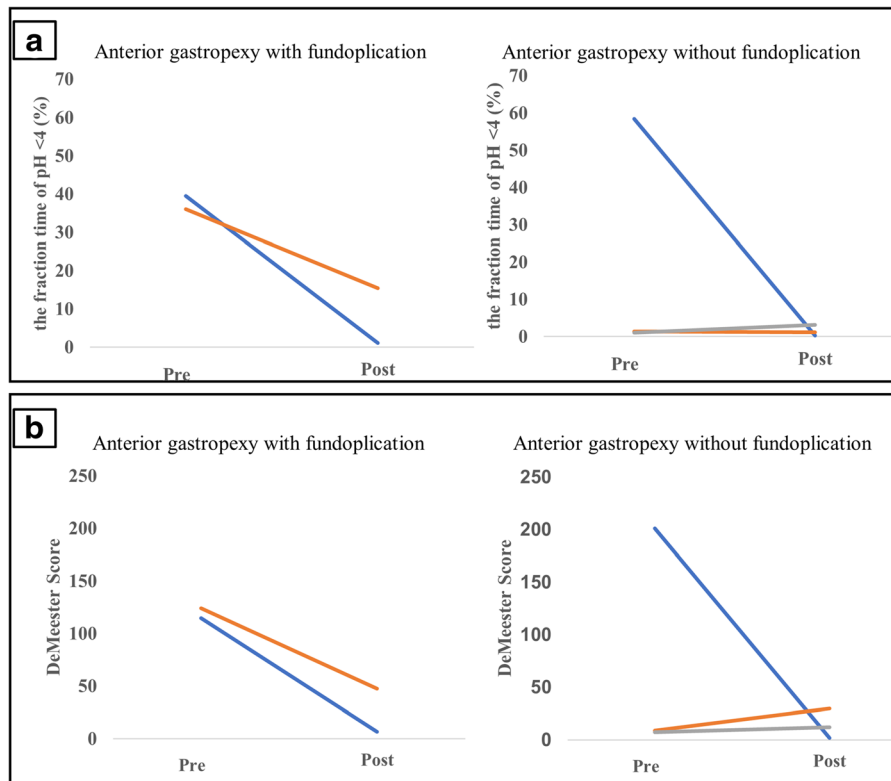 a
Anterior gastropexy with fundoplication
the fraction time of pH <4 (%)
70
60
50
40
30
20
10
0
Pre
Post
Anterior gastropexy without fundoplication
the fraction time of pH <4 (%)
70
60
50
40
30
20
10
0
Pre
Post
b
Anterior gastropexy with fundoplication
DeMeester Score
250
200
150
100
50
0
Pre
Post
Anterior gastropexy without fundoplication
DeMeester Score
250
200
150
100
50
0
Pre
Post